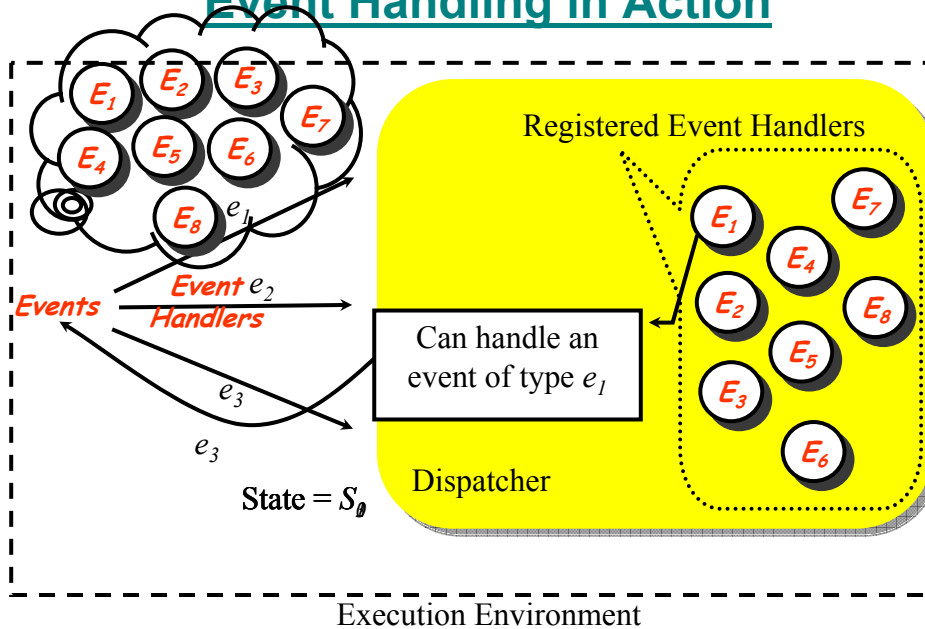 Event Handling in Action
E1
E2
E3
E7
E4
E5
E6
E8
e1
Registered Event Handlers
E1
E7
E4
E2
E8
E5
E3
E6
Events
Event
Handlers
e2
Can handle an
event of type e1
e3
e3
State = S
Dispatcher
Execution Environment